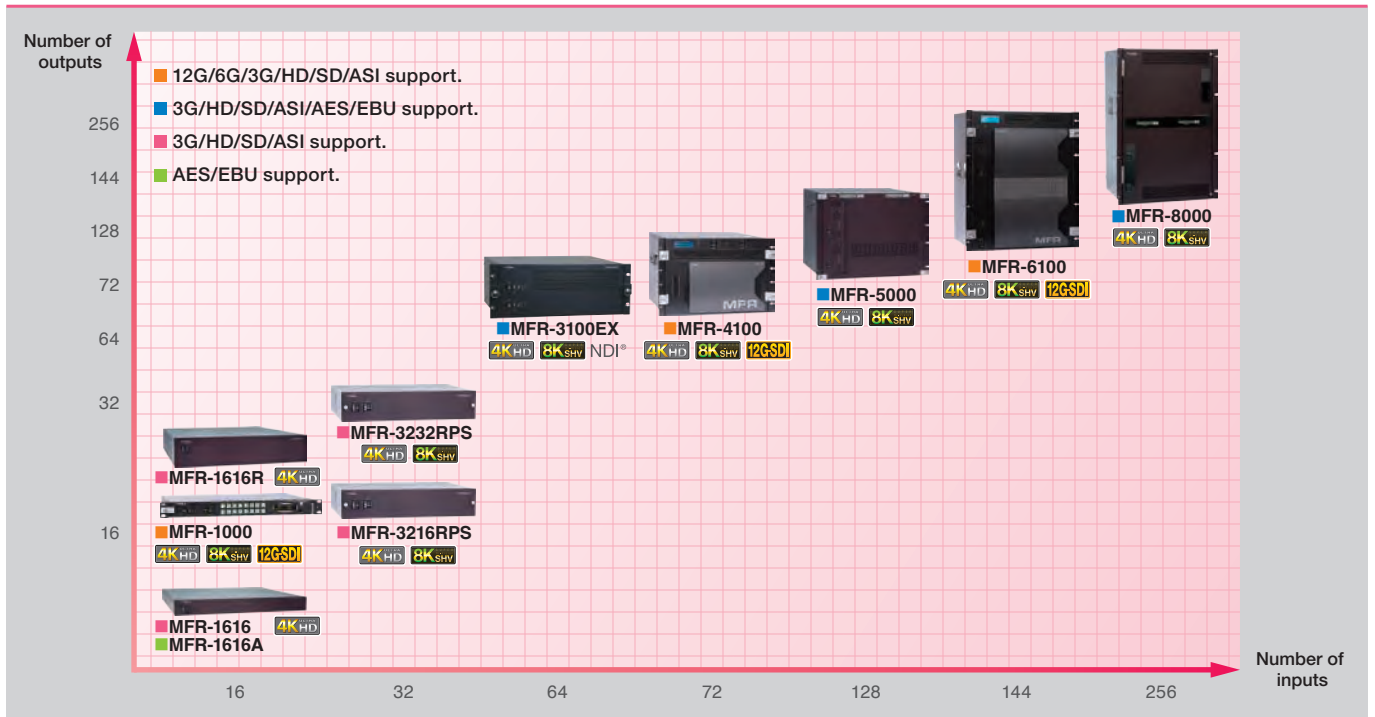 Number of
outputs
12G/6G/3G/HD/SD/ASI support.
3G/HD/SD/ASI/AES/EBU support.
3G/HD/SD/ASI support.
AES/EBU support.
256
144
128
72
64
32
16
MFR-8000
4K HD 8K SHV
MFR
MFR-6100
4K HD 8K SHV 12G-SDI
MFR-5000
4K HD 8K SHV
MFR
MFR-4100
4K HD 8K SHV 12G-SDI
MFR-3100EX
4K HD 8K SHV NDI®
MFR-3232RPS
4K HD 8K SHV
MFR-1616R 4K HD
MFR-3216RPS
4K HD 8K SHV
MFR-1000
4K HD 8K SHV 12G-SDI
MFR-1616 4K HD
MFR-1616A
16 32 64 72 128 144 256
Number of
inputs